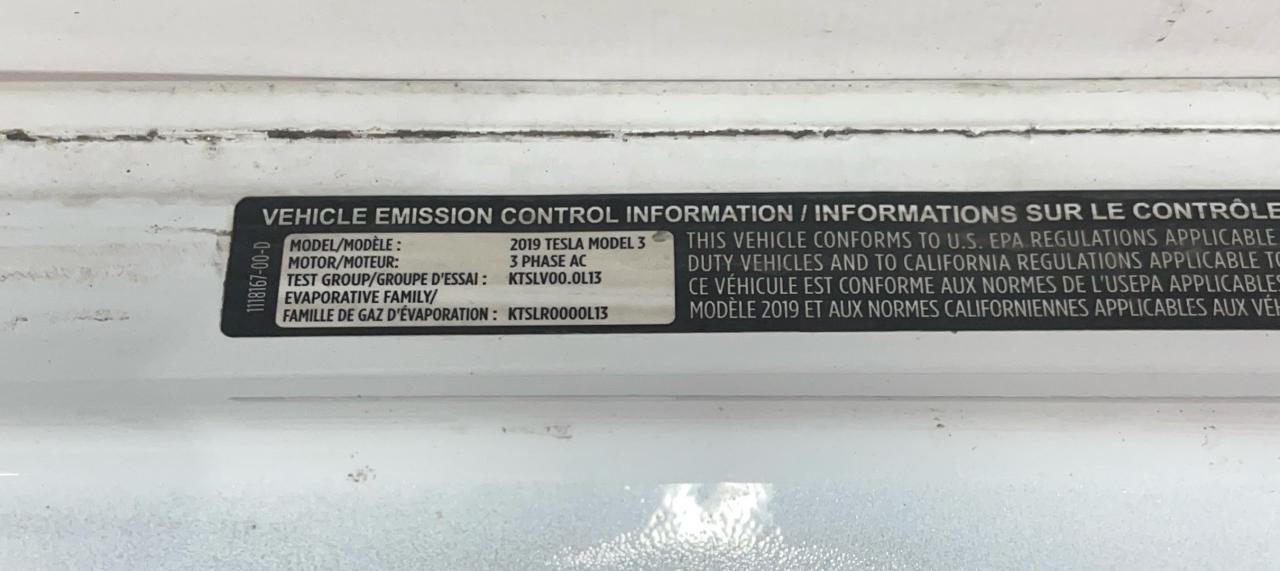 VEHICLE EMISSION CONTROL INFORMATION / INFORMATIONS SUR LE CONTRÔLE
1118167-00-D
MODEL/MODÈLE : 2019 TESLA MODEL 3
MOTOR/MOTEUR: 3 PHASE AC
TEST GROUP/GROUPE D'ESSAI : KTSLV00.0L13
EVAPORATIVE FAMILY/
FAMILLE DE GAZ D'ÉVAPORATION : KTSLR0000L13
THIS VEHICLE CONFORMS TO U.S. EPA REGULATIONS APPLICABLE
DUTY VEHICLES AND TO CALIFORNIA REGULATIONS APPLICABLE TO
CE VÉHICULE EST CONFORME AUX NORMES DE L'USEPA APPLICABLES
MODÈLE 2019 ET AUX NORMES CALIFORNIENNES APPLICABLES AUX